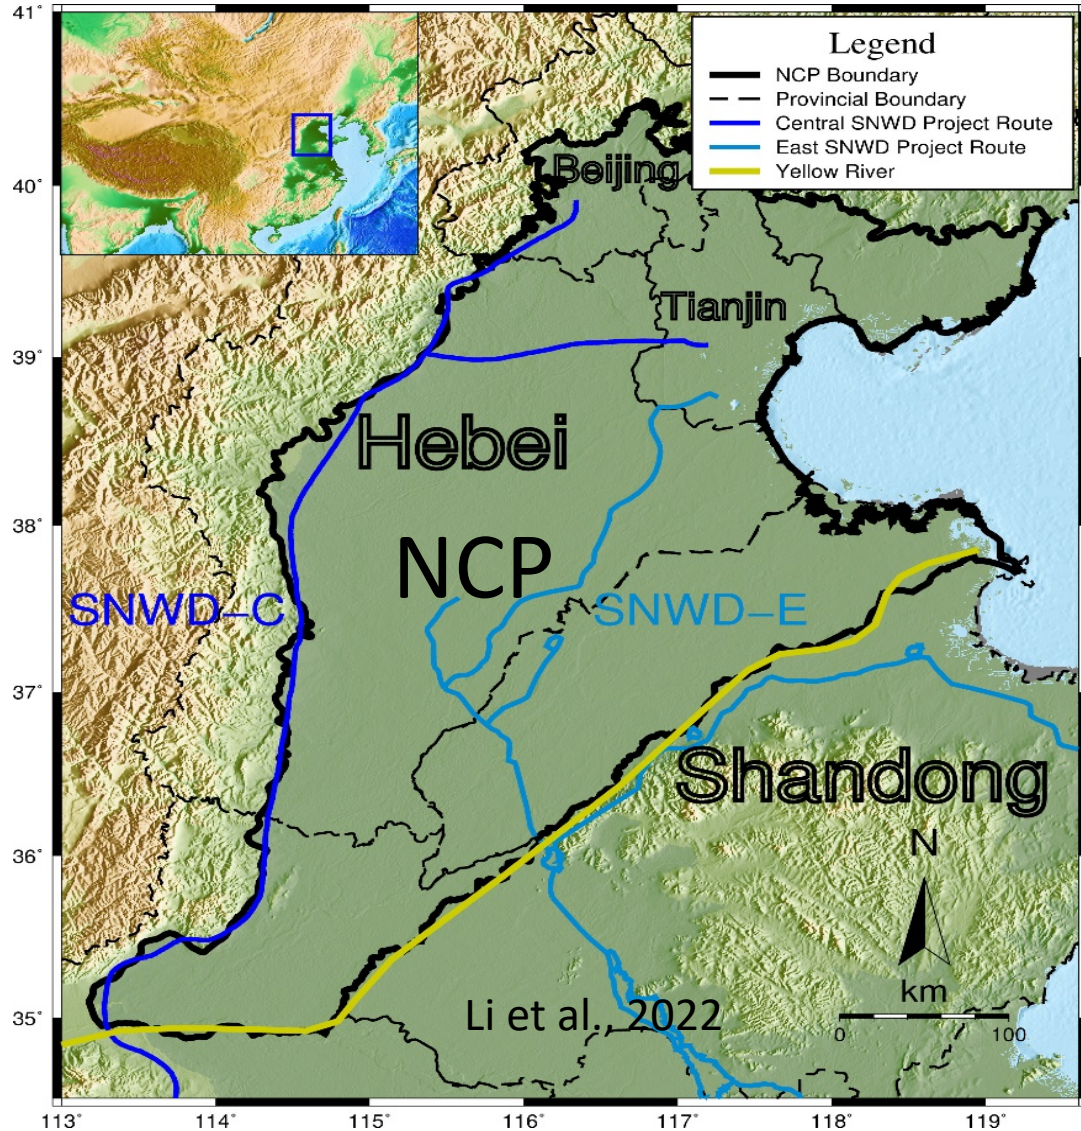 41°
Legend
NCP Boundary
Provincial Boundary
Central SNWD Project Route
East SNWD Project Route
Yellow River
Beijing
40°
Tianjin
39°
Hebei
38°
NCP
SNWD-C
SNWD-E
37°
Shandong
36°
N
km
35°
Li et al., 2022
0
100
113°
114°
115°
116°
117°
118°
119°